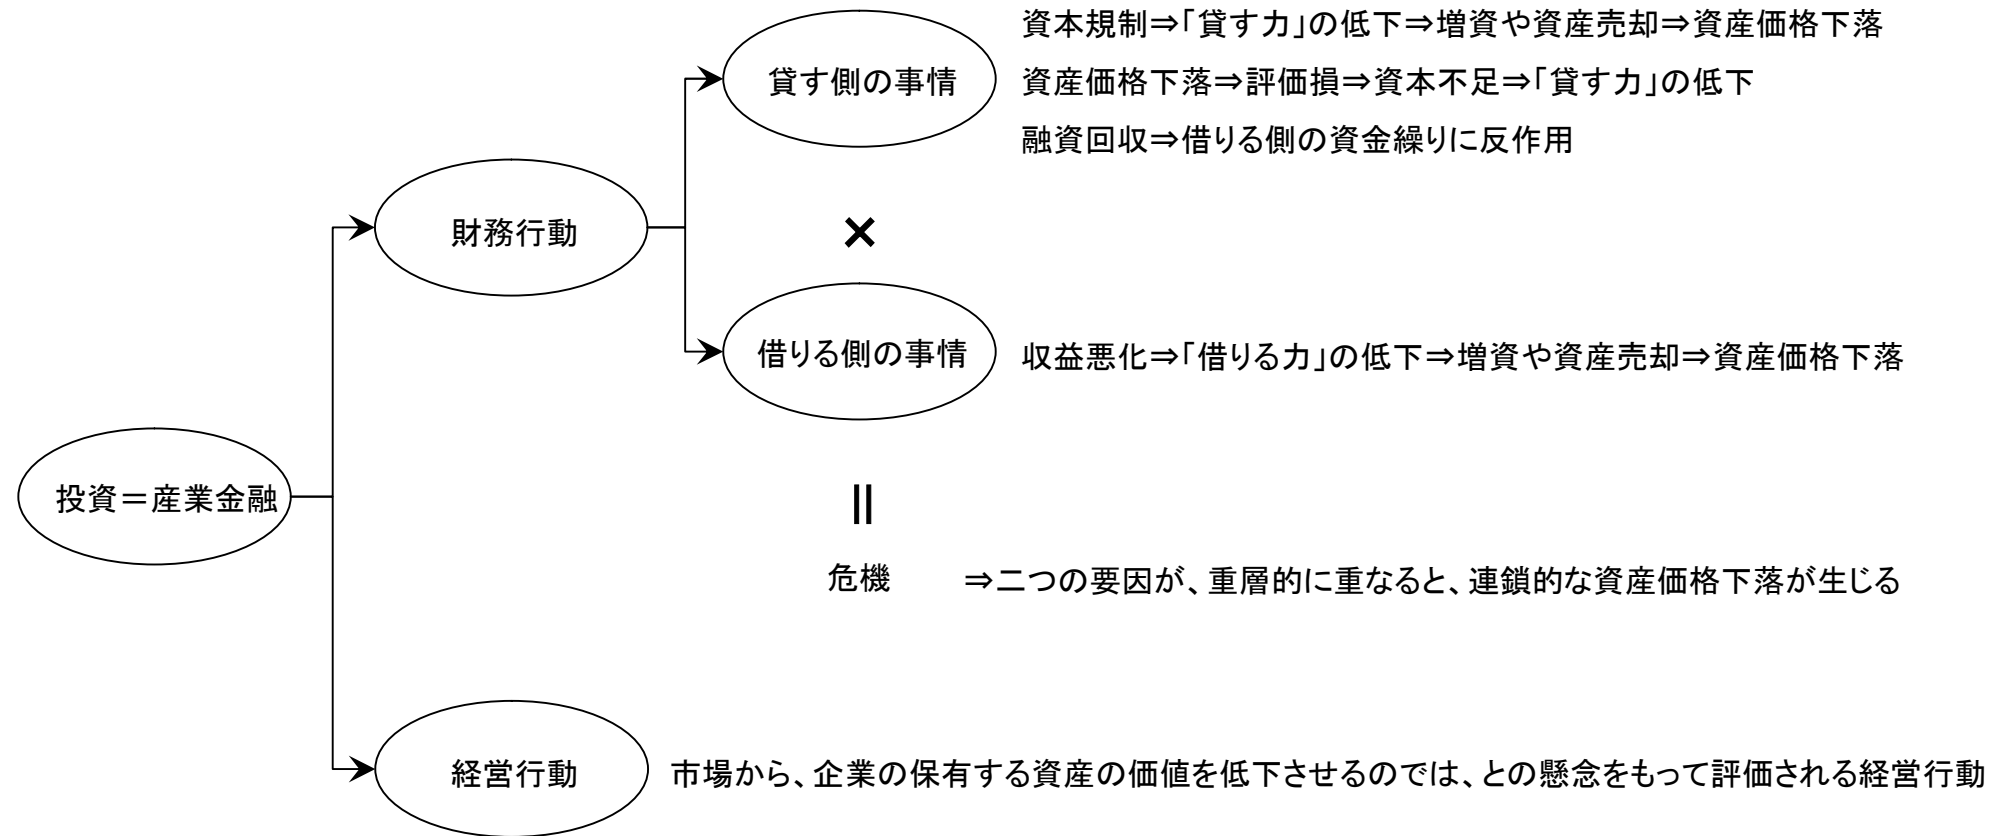 資本規制⇒「貸す力」の低下⇒増資や資産売却⇒資産価格下落
貸す側の事情
資産価格下落⇒評価損⇒資本不足⇒「貸す力」の低下
融資回収⇒借りる側の資金繰りに反作用
財務行動
×
借りる側の事情
収益悪化⇒「借りる力」の低下⇒増資や資産売却⇒資産価格下落
投資＝産業金融
||
危機
⇒二つの要因が、重層的に重なると、連鎖的な資産価格下落が生じる
経営行動
市場から、企業の保有する資産の価値を低下させるのでは、との懸念をもって評価される経営行動